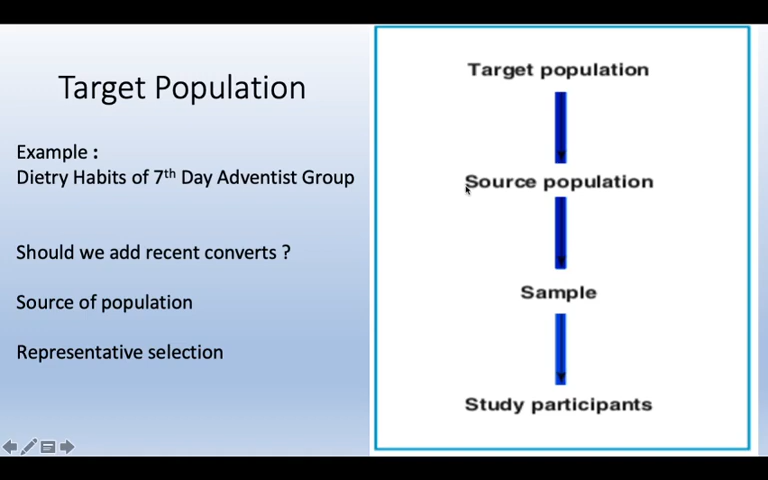 Target Population
Example :
Dietry Habits of 7th Day Adventist Group
Should we add recent converts ?
Source of population
Representative selection
Target population
Source population
Sample
Study participants